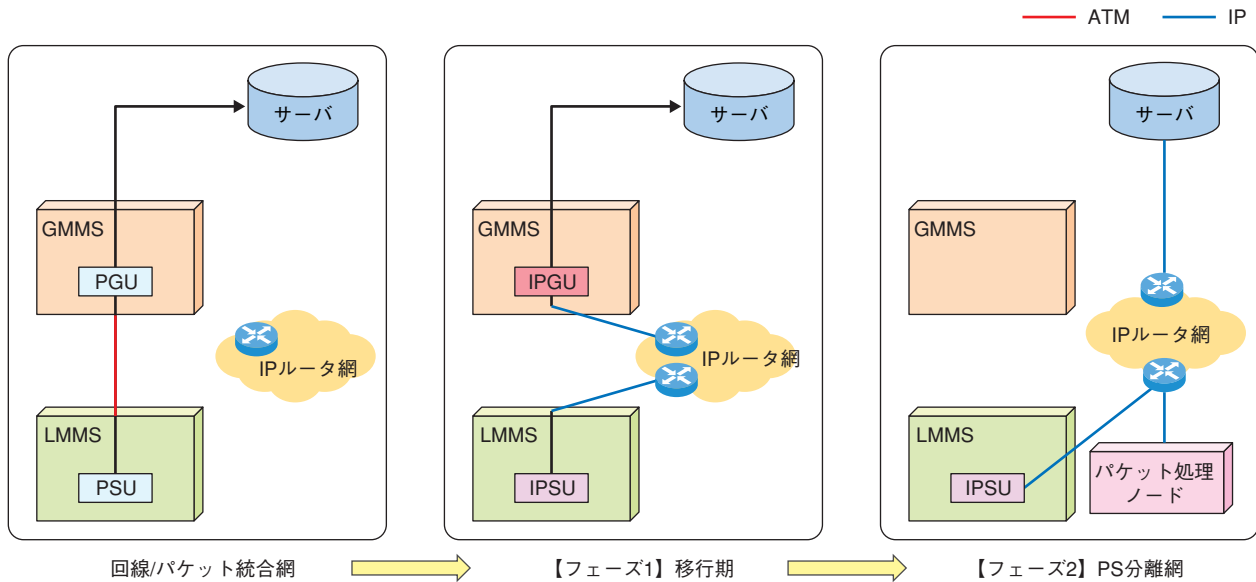 ATM IP
サーバ
GMMS
PGU
IPルータ網
LMMS
PSU
回線/パケット統合網
サーバ
GMMS
IPGU
IPルータ網
LMMS
IPSU
【フェーズ1】移行期
サーバ
GMMS
IPルータ網
LMMS
IPSU
パケット処理
ノード
【フェーズ2】PS分離網